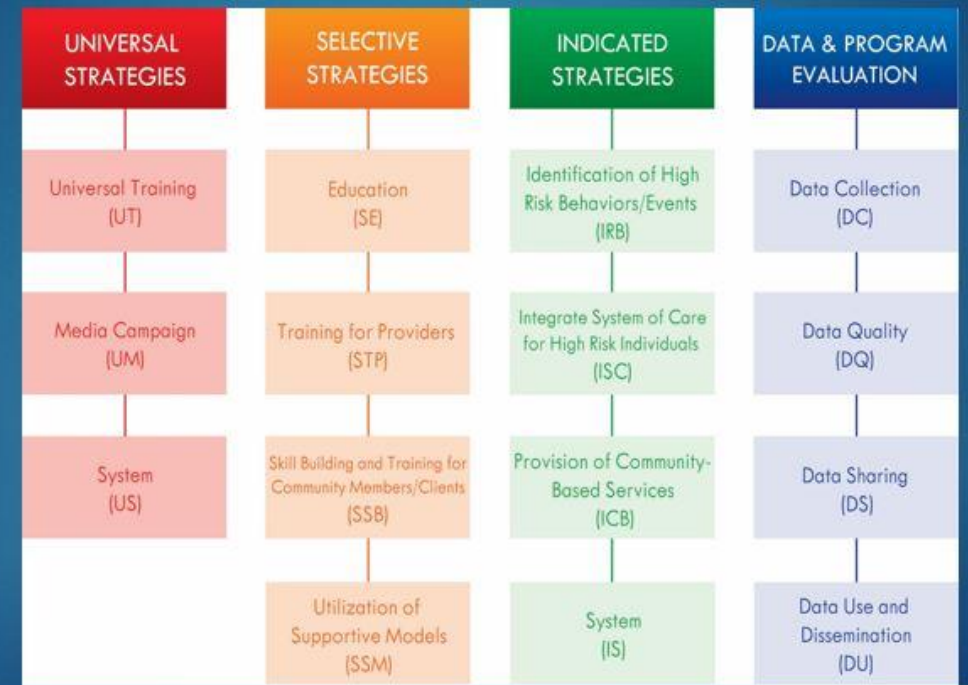 UNIVERSAL
STRATEGIES
Universal Training
(UT)
Media Campaign
(UM)
System
(US)
SELECTIVE
STRATEGIES
Education
(SE)
Training for Providers
(STP)
Skill Building and Training for
Community Members/Clients
(SSB)
Utilization of
Supportive Models
(SSM)
INDICATED
STRATEGIES
Identification of High
Risk Behaviors/Events
(IRB)
Integrate System of Care
for High Risk Individuals
(ISC)
Provision of Community-
Based Services
(ICB)
System
(IS)
DATA & PROGRAM
EVALUATION
Data Collection
(DC)
Data Quality
(DQ)
Data Sharing
(DS)
Data Use and
Dissemination
(DU)